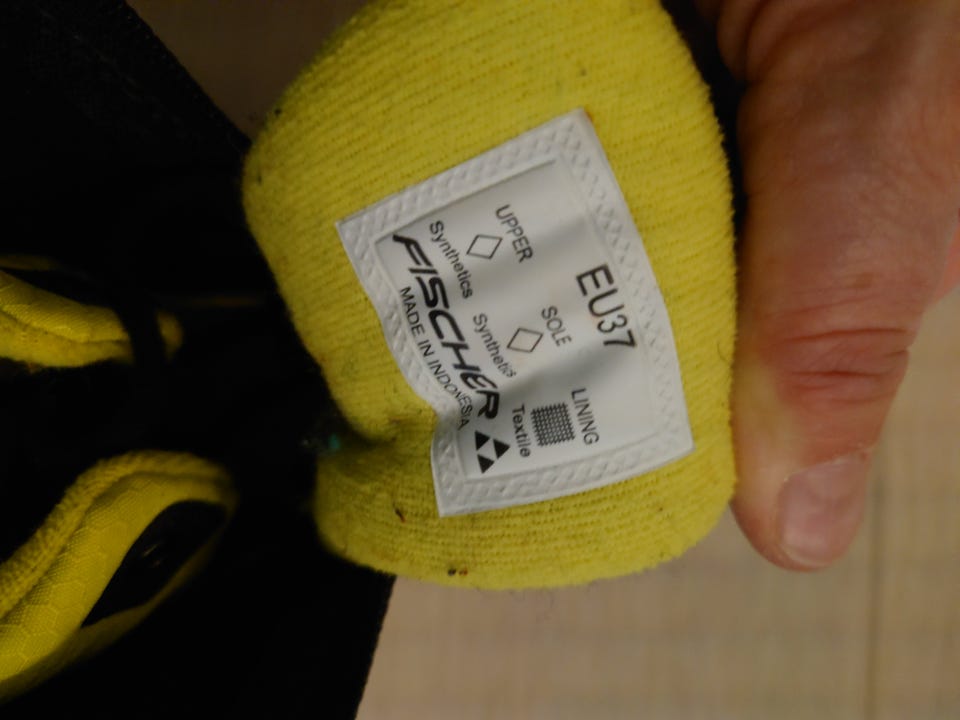 EU37
UPPER SOLE LINING
Synthetics Synthetics Textile
FISCHER
MADE IN INDONESIA